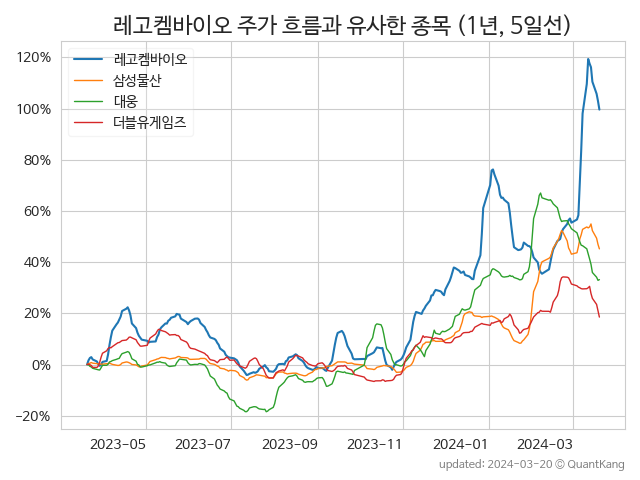 레고켐바이오 주가 흐름과 유사한 종목 (1년, 5일선)
레고켐바이오
삼성물산
대웅
더블유게임즈
120%
100%
80%
60%
40%
20%
0%
−20%
2023-05 2023-07 2023-09 2023-11 2024-01 2024-03
updated: 2024-03-20 © QuantKang